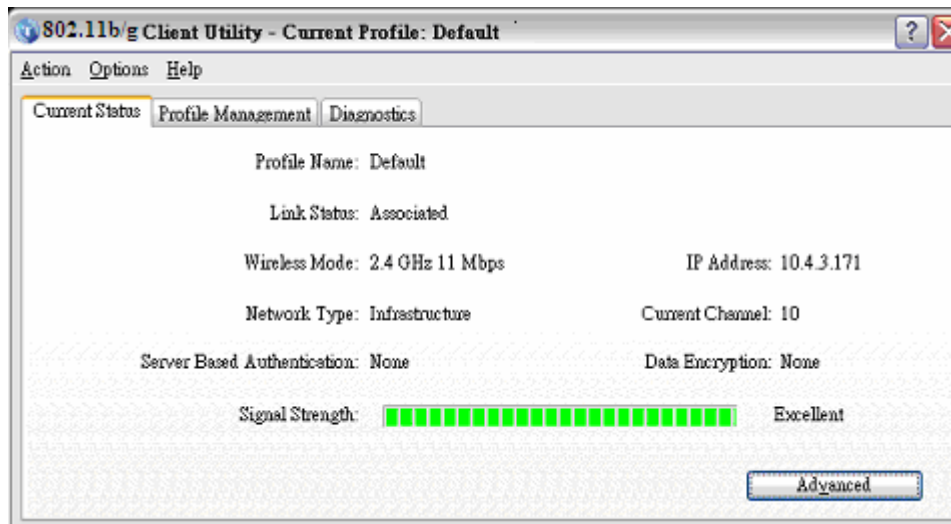 802.11b/g Client Utility - Current Profile: Default
?
Action Options Help
Current Status Profile Management Diagnostics
Profile Name: Default
Link Status: Associated
Wireless Mode: 2.4 GHz 11 Mbps IP Address: 10.4.3.171
Network Type: Infrastructure Current Channel: 10
Server Based Authentication: None Data Encryption: None
Signal Strength: Excellent
Advanced